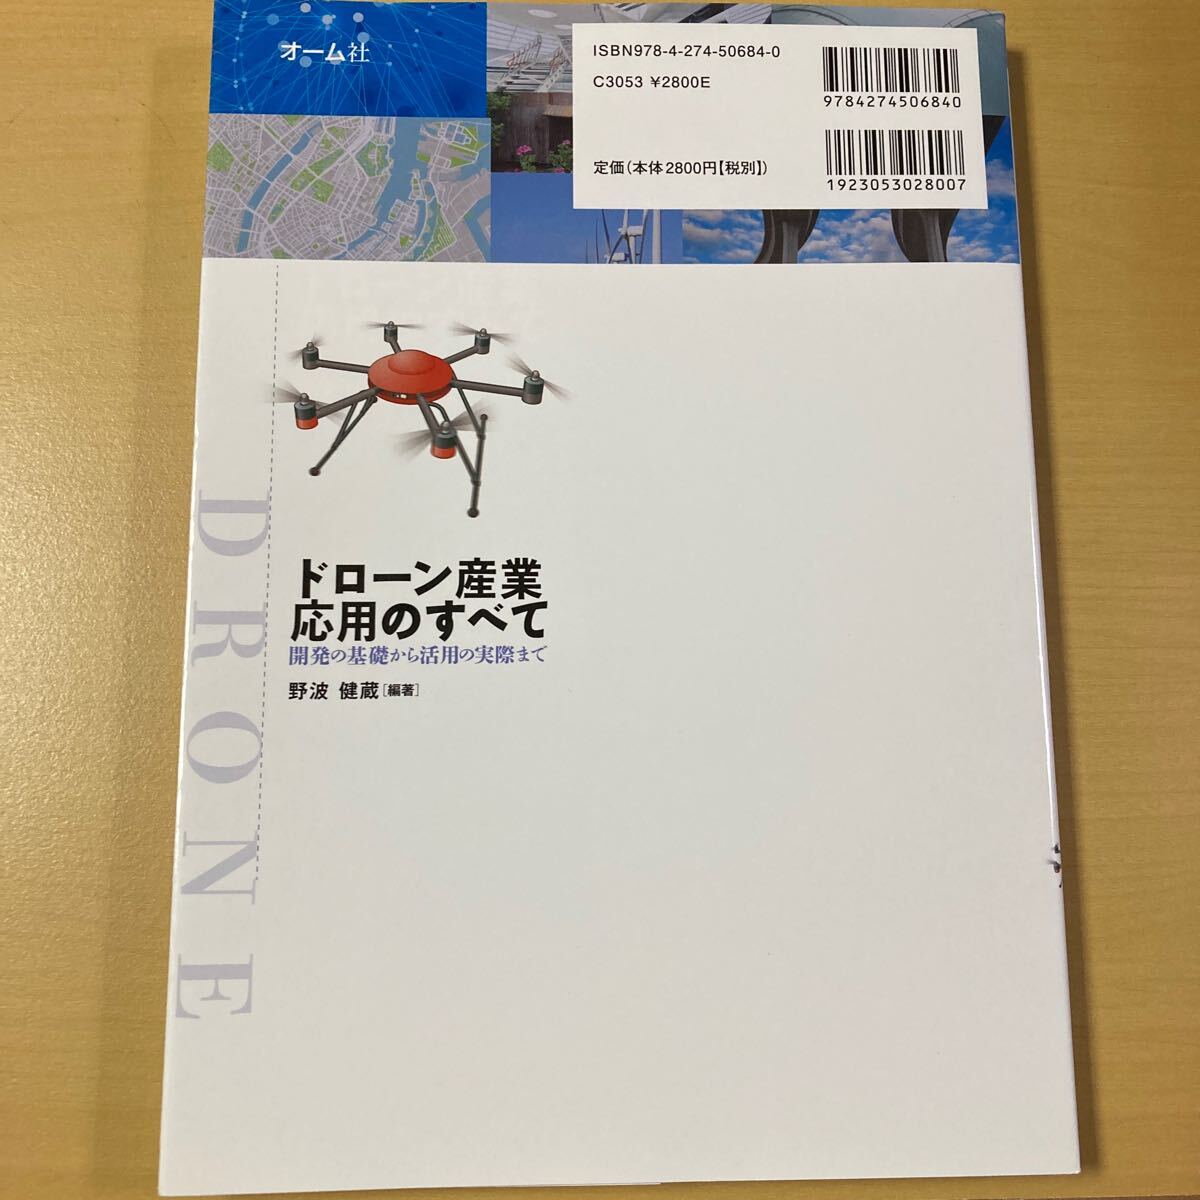 オーム社
ISBN978-4-274-50684-0
C3053 ¥2800E
定価(本体2800円【税別】)
9784274506840
1923053028007
DRONE
ドローン産業
応用のすべて
開発の基礎から活用の実際まで
野波 健蔵[編著]